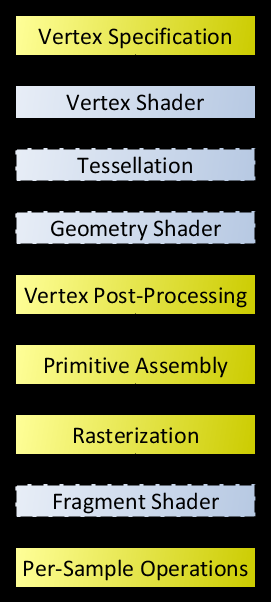 Vertex Specification
Vertex Shader
Tessellation
Geometry Shader
Vertex Post-Processing
Primitive Assembly
Rasterization
Fragment Shader
Per-Sample Operations